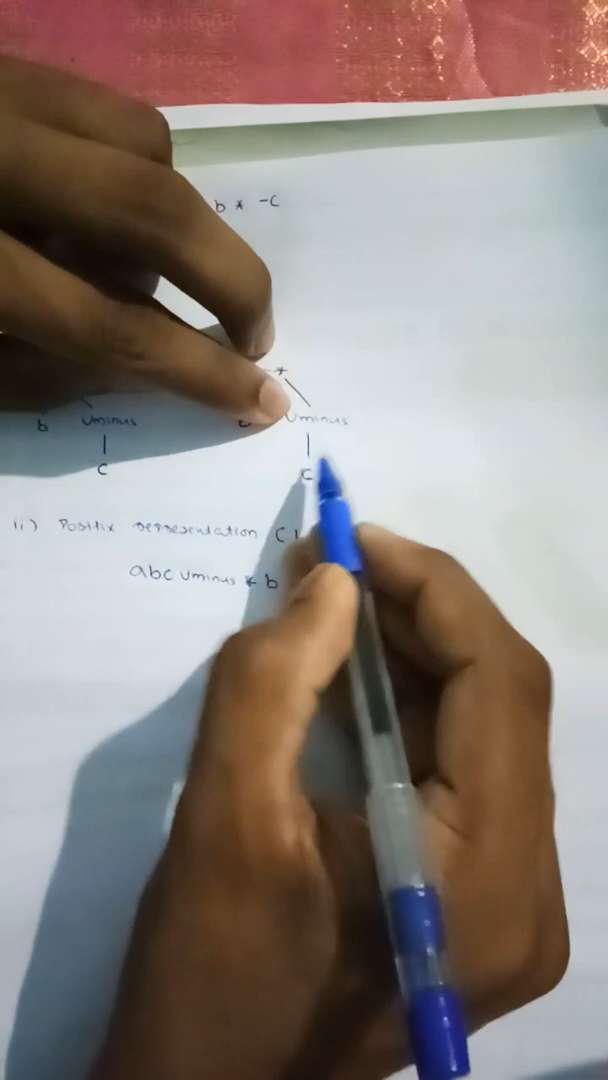 b * -c
*
b uminus uminus
c c
ii) Postfix representation (
abc uminus * b